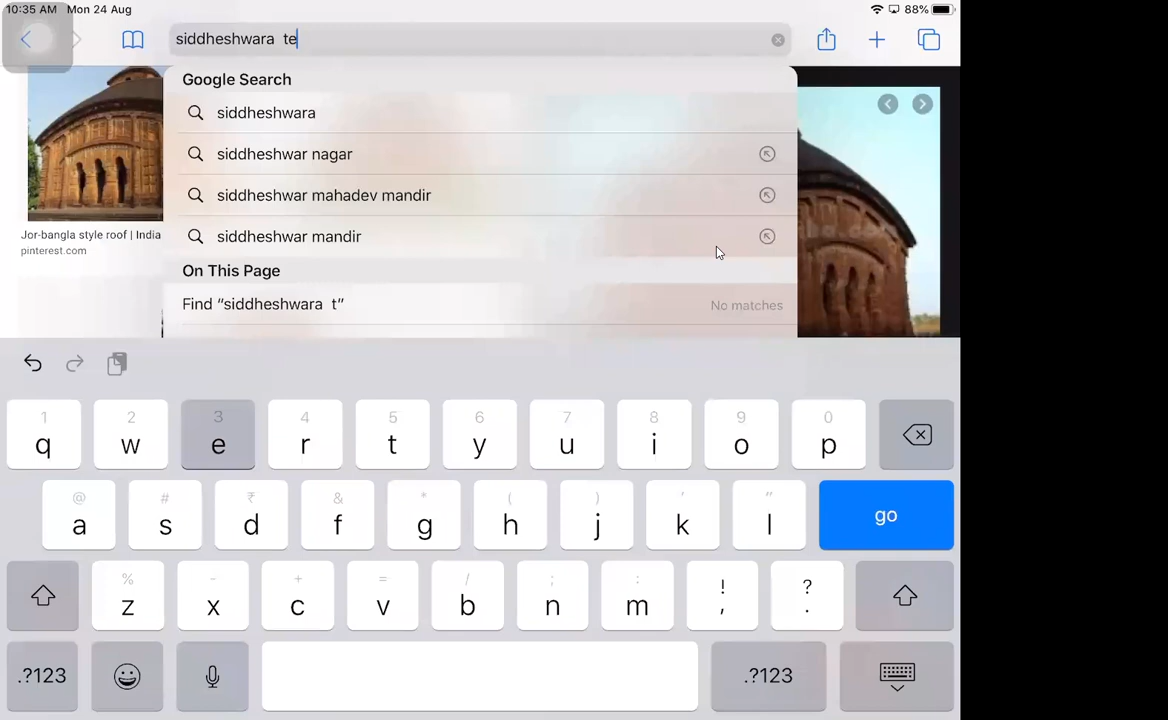 10:35 AM Mon 24 Aug
88%
siddheshwara  te
Google Search
siddheshwara
siddheshwar nagar
siddheshwar mahadev mandir
siddheshwar mandir
On This Page
Find “siddheshwara  t”
No matches
Jor-bangla style roof | India
pinterest.com
1 2 3 4 5 6 7 8 9 0
q w e r t y u i o p
@ # ₹ & * ( ) ' "
a s d f g h j k l go
% - + = / ; : ! ?
z x c v b n m , .
.?123 .?123